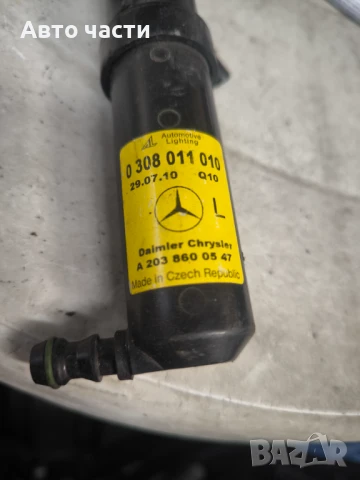 Авто части
Automotive
Lighting
0 308 011 010
29.07.10 Q10
L
Daimler Chrysler
A 203 860 05 47
Made in Czech Republic
BAZAR